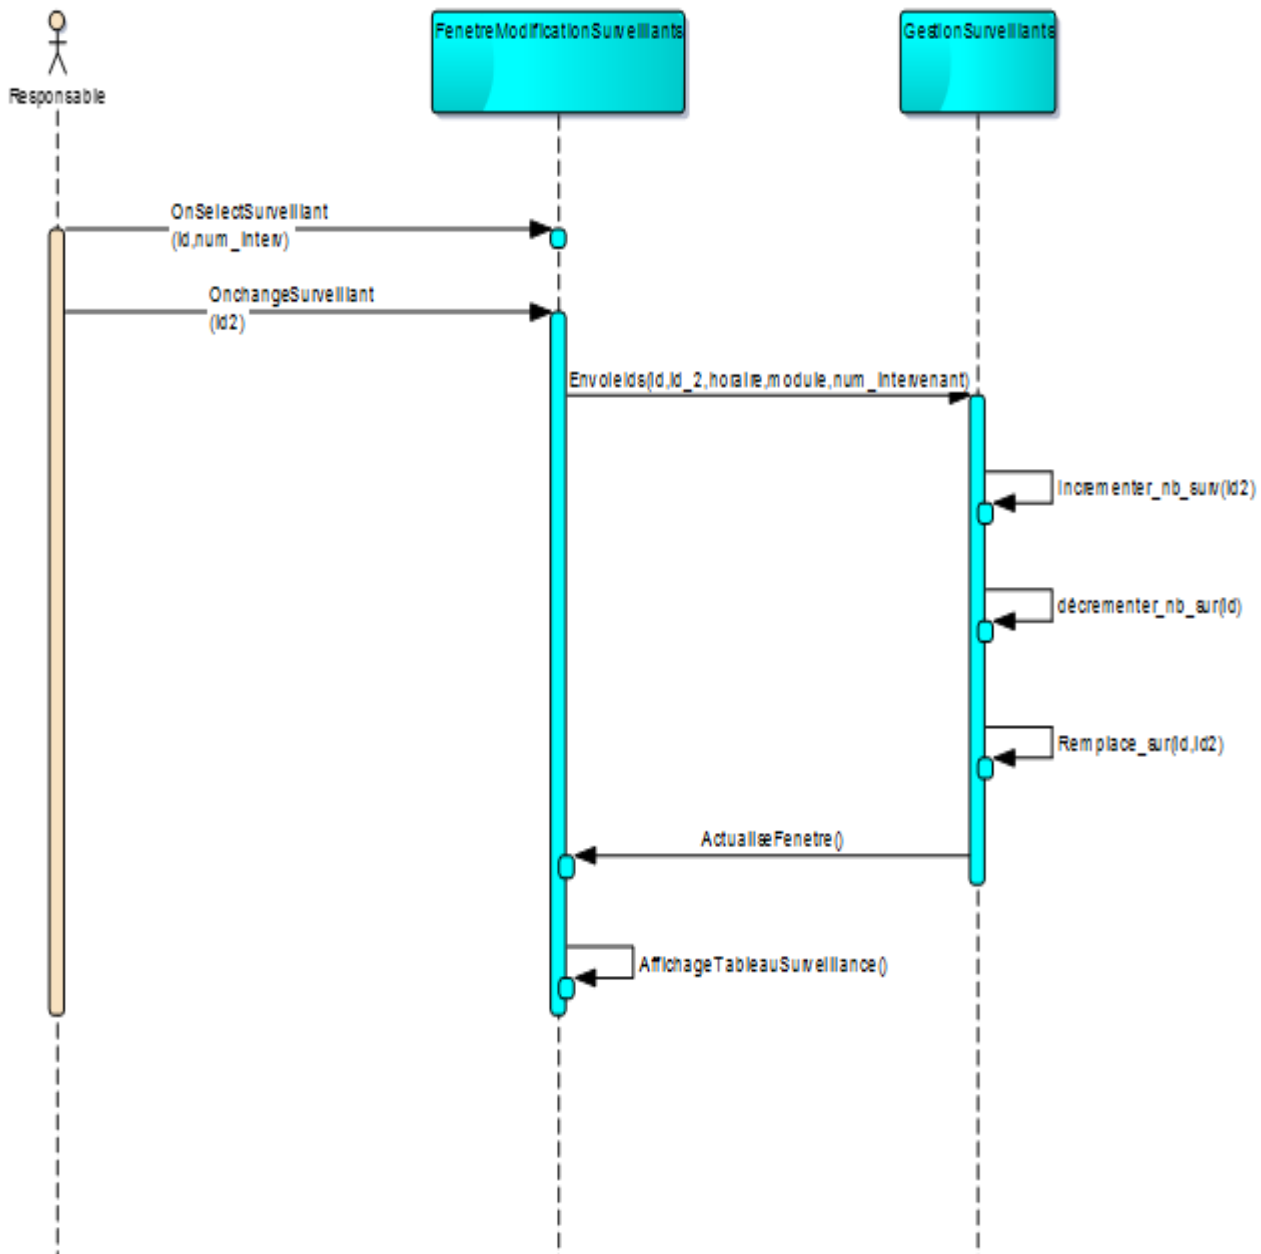 FenetreModificationSurveillants
GestionSurveillants
Responsable
OnSelectSurveillant
(id,num_interv)
OnchangeSurveillant
(id2)
EnvoieIds(id,id_2,horaire,module,num_intervenant)
incrementer_nb_surv(id2)
décrementer_nb_sur(id)
Remplace_sur(id,id2)
ActualiseFenetre()
AffichageTableauSurveillance()